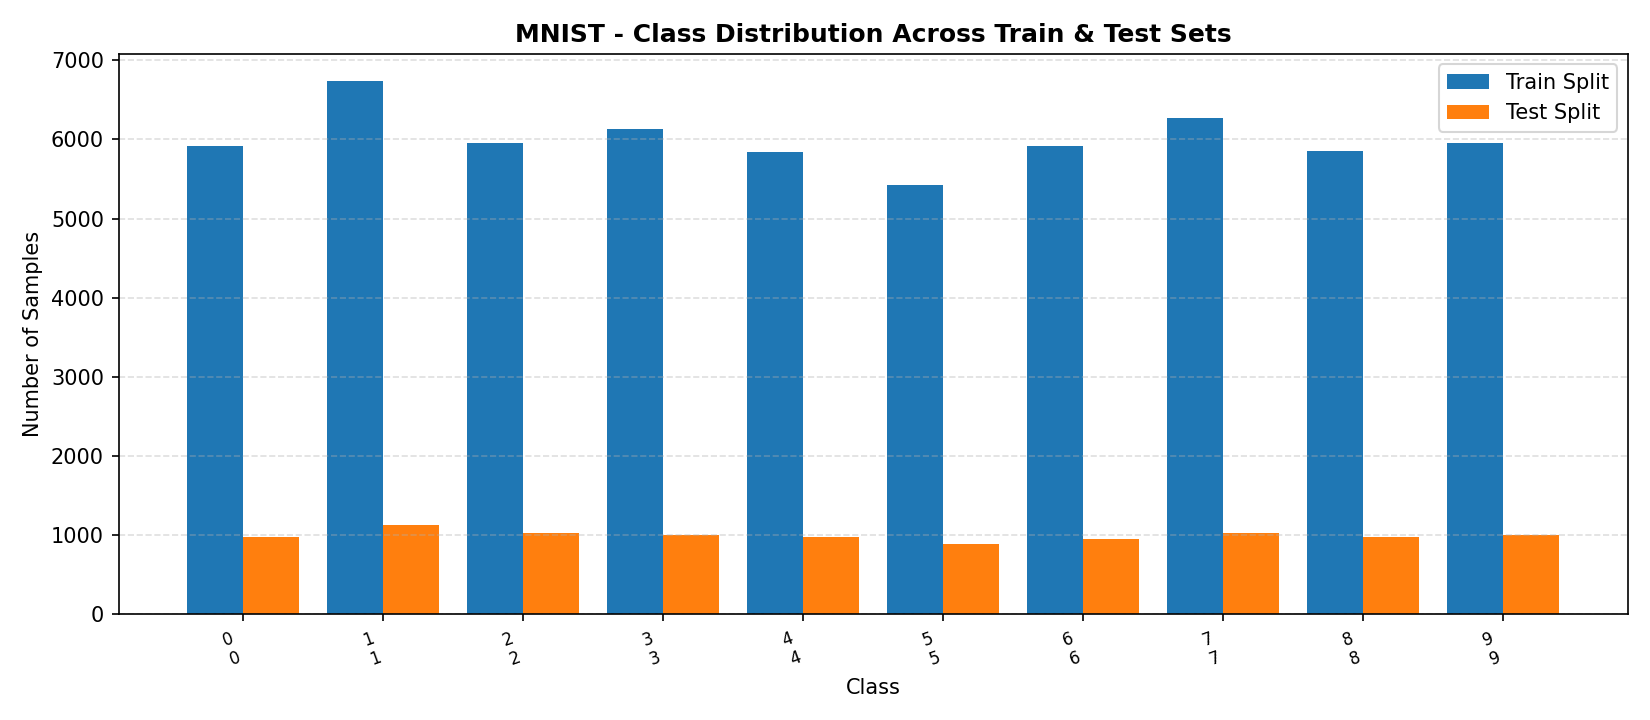 MNIST - Class Distribution Across Train & Test Sets
Train Split
Test Split
Number of Samples
7000
6000
5000
4000
3000
2000
1000
0
0 1 2 3 4 5 6 7 8 9
0 1 2 3 4 5 6 7 8 9
Class